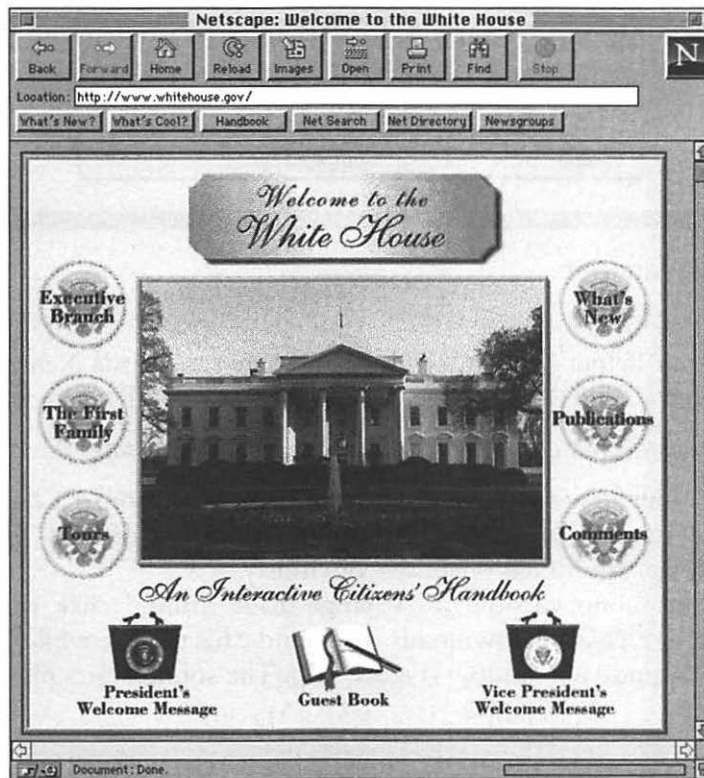 Netscape: Welcome to the White House
Back Forward Home Reload Images Open Print Find Stop
N
Location: http://www.whitehouse.gov/
What's New? What's Cool? Handbook Net Search Net Directory Newsgroups
Welcome to the
White House
Executive
Branch
What's
New
The First
Family
Publications
Tours
Comments
An Interactive Citizens' Handbook
President's
Welcome Message
Guest Book
Vice President's
Welcome Message
Document: Done.